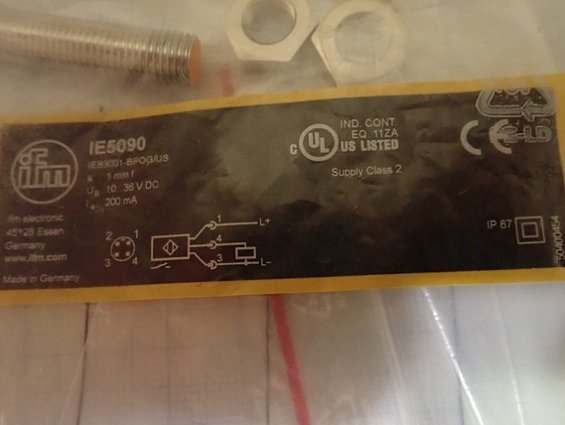 ifm
IE5090
IEB3001-BPOG/US
s 1 mm f
UB 10...36 V DC
200 mA
ifm electronic
45128 Essen
Germany
www.ifm.com
Made in Germany
2 1
3 4
1 L+
4
3 L–
c UL US LISTED
IND. CONT.
EQ. 11ZA
Supply Class 2
CE
IP 67